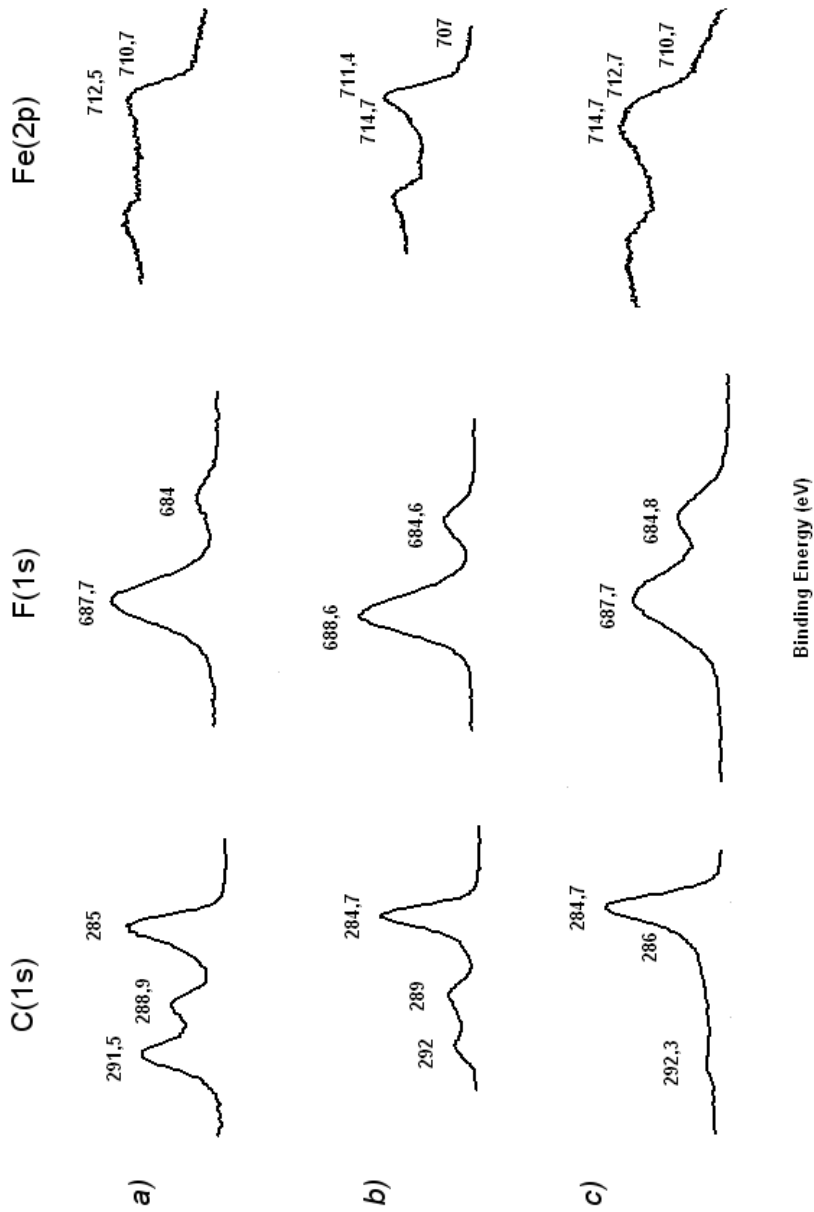 C(1s) F(1s) Fe(2p)
a) 291,5 288,9 285 687,7 684 712,5 710,7
b) 292 289 284,7 688,6 684,6 714,7 711,4 707
c) 292,3 286 284,7 687,7 684,8 714,7 712,7 710,7
Binding Energy (eV)